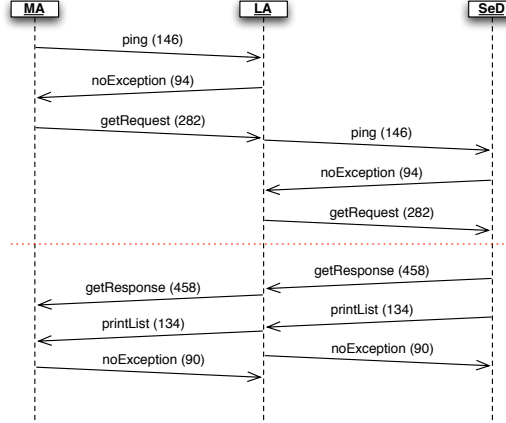 MA LA SeD
ping (146)
noException (94)
getRequest (282)
ping (146)
noException (94)
getRequest (282)
getResponse (458)
getResponse (458)
printList (134)
printList (134)
noException (90)
noException (90)